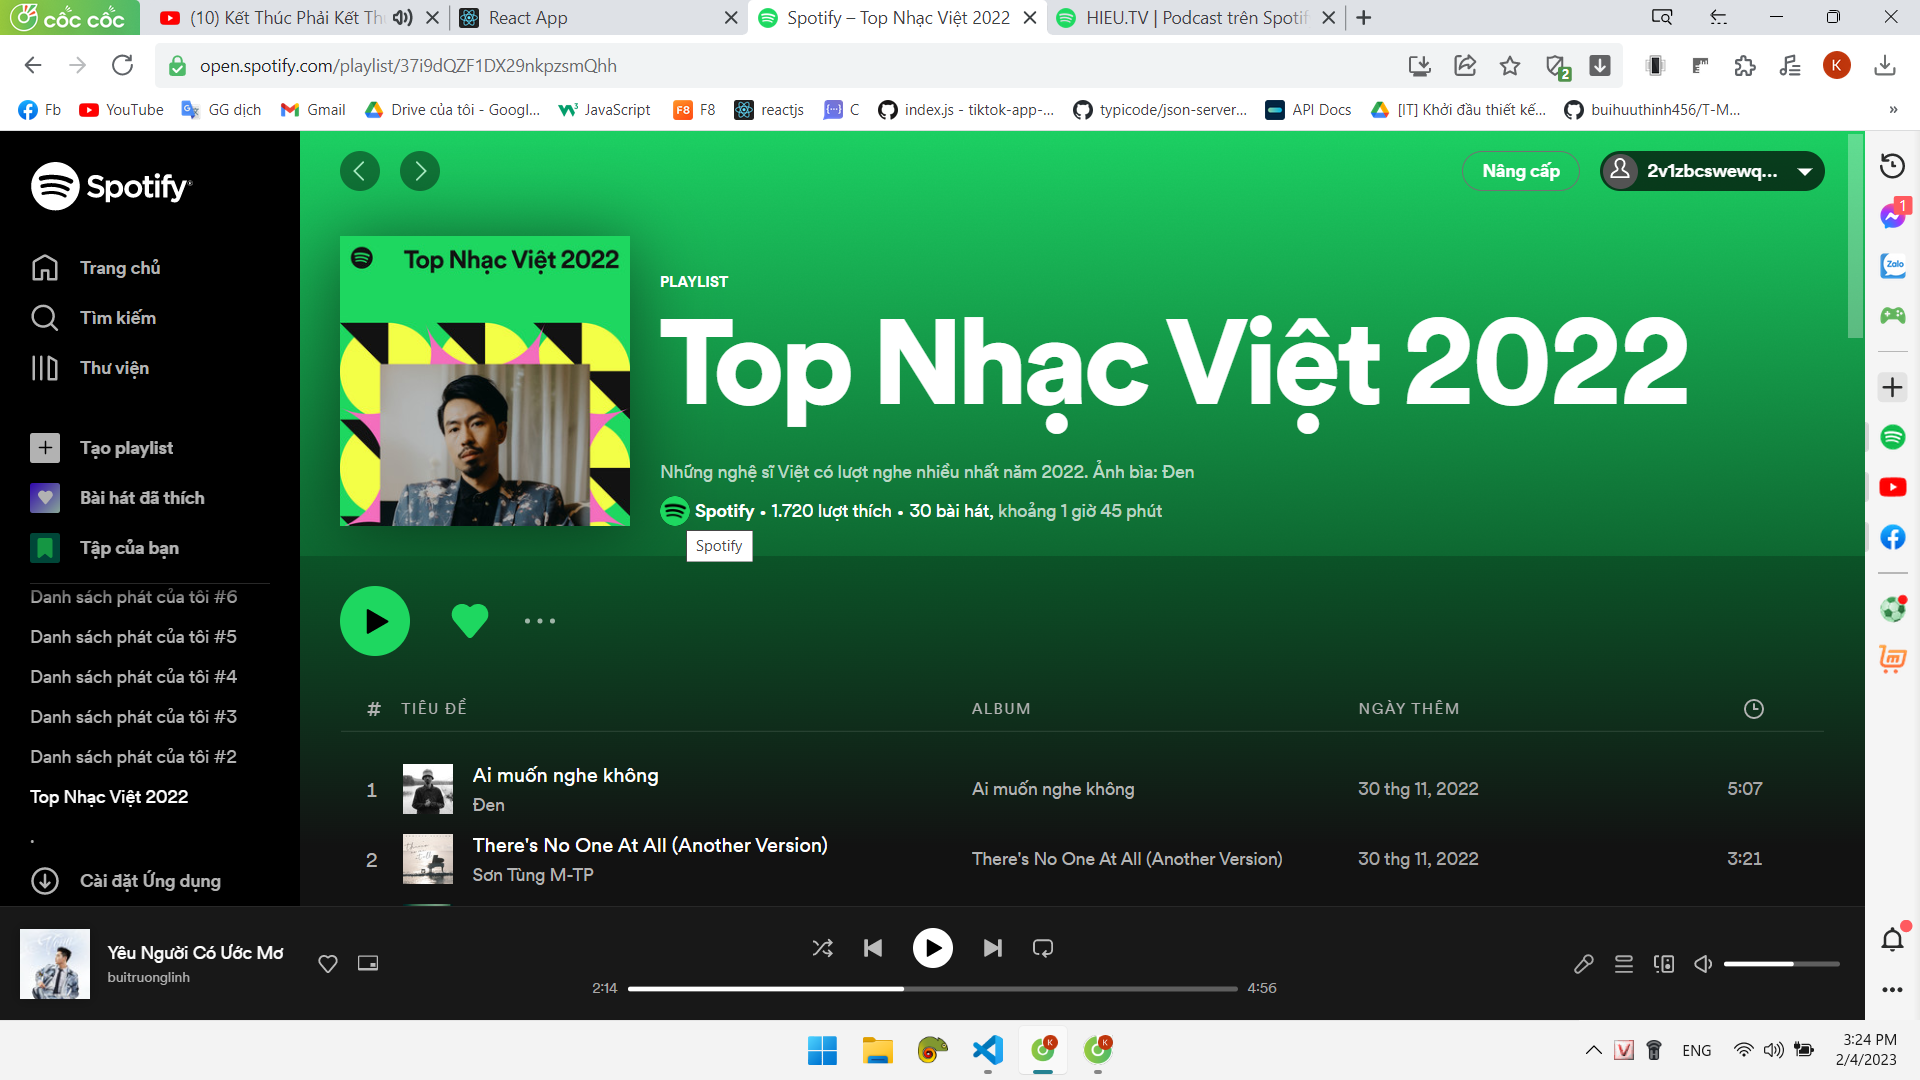 cốc cốc
(10) Kết Thúc Phải Kết Th
React App
Spotify – Top Nhạc Việt 2022
HIEU.TV | Podcast trên Spotif
open.spotify.com/playlist/37i9dQZF1DX29nkpzsmQhh
2
K
Fb
YouTube
GG dịch
Gmail
Drive của tôi - Googl...
JavaScript
F8
F8
reactjs
C
index.js - tiktok-app-...
typicode/json-server...
API Docs
[IT] Khởi đầu thiết kế...
buihuuthinh456/T-M...
»
Spotify
Trang chủ
Tìm kiếm
Thư viện
Tạo playlist
Bài hát đã thích
Tập của bạn
Danh sách phát của tôi #6
Danh sách phát của tôi #5
Danh sách phát của tôi #4
Danh sách phát của tôi #3
Danh sách phát của tôi #2
Top Nhạc Việt 2022
.
Cài đặt Ứng dụng
Nâng cấp
2v1zbcswewq...
Top Nhạc Việt 2022
PLAYLIST
Top Nhạc Việt 2022
Những nghệ sĩ Việt có lượt nghe nhiều nhất năm 2022. Ảnh bìa: Đen
Spotify • 1.720 lượt thích • 30 bài hát, khoảng 1 giờ 45 phút
Spotify
# TIÊU ĐỀ ALBUM NGÀY THÊM
1 Ai muốn nghe không Ai muốn nghe không 30 thg 11, 2022 5:07
Đen
2 There's No One At All (Another Version) There's No One At All (Another Version) 30 thg 11, 2022 3:21
Sơn Tùng M-TP
1
Zalo
Yêu Người Có Ước Mơ
buitruonglinh
2:14
4:56
K
K
V
ENG
3:24 PM
2/4/2023